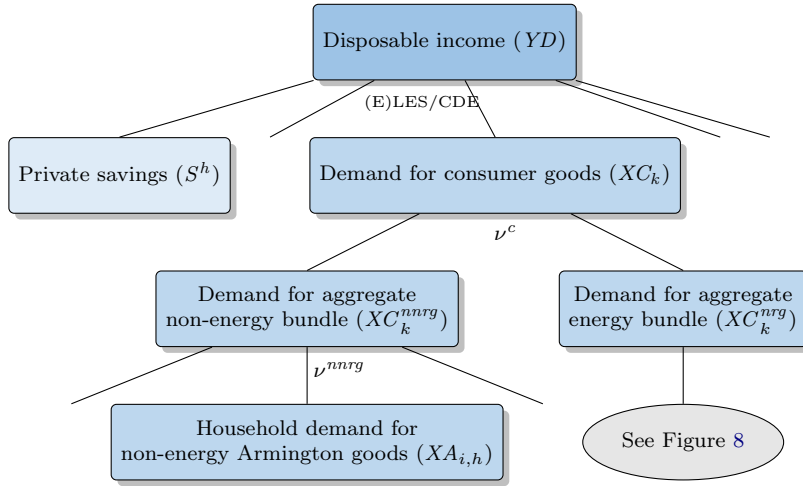 Disposable income (YD)
(E)LES/CDE
Private savings (S^h)
Demand for consumer goods (XC_k)
ν^c
Demand for aggregate
non-energy bundle (XC_k^{nnrg})
Demand for aggregate
energy bundle (XC_k^{nrg})
ν^{nnrg}
Household demand for
non-energy Armington goods (XA_{i,h})
See Figure 8